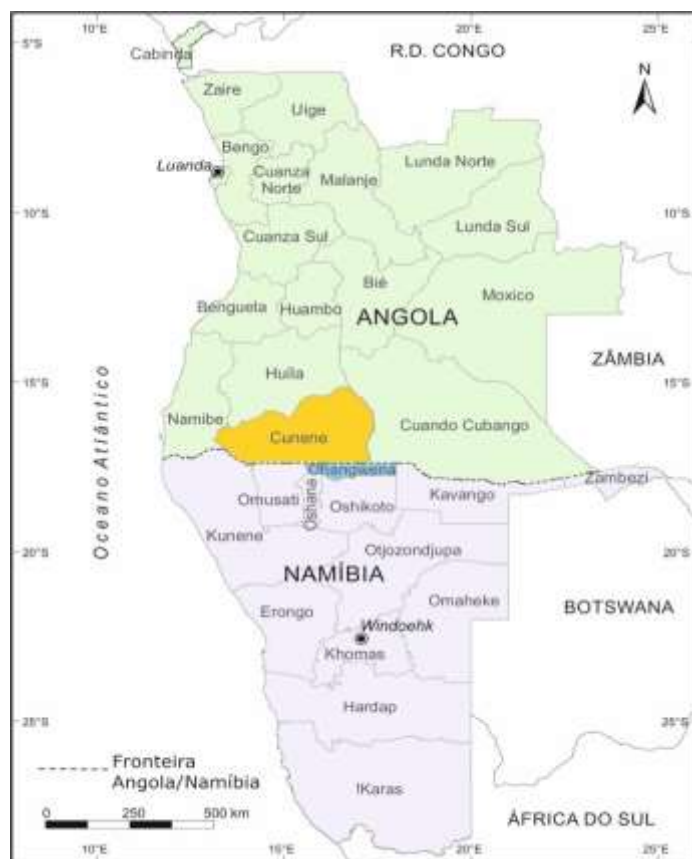 10°E
15°E
20°E
25°E
5°S
5°S
Cabinda
R.D. CONGO
N
Zaire
Uige
Bengo
Luanda
Cuanza
Norte
Malanje
Lunda Norte
10°S
10°S
Cuanza Sul
Lunda Sul
Bié
Moxico
Benguela
Huambo
ANGOLA
ZÂMBIA
15°S
15°S
Huíla
Namibe
Cunene
Cuando Cubango
Oceano Atlântico
Ohangwena
Zambezi
Omusati
Oshana
Oshikoto
Kavango
Kunene
20°S
20°S
Otjozondjupa
NAMÍBIA
Erongo
Omaheke
BOTSWANA
Windoehk
Khomas
Hardap
25°S
25°S
Fronteira
Angola/Namíbia
!Karas
0 250 500 km
ÁFRICA DO SUL
10°E
15°E
20°E
25°E